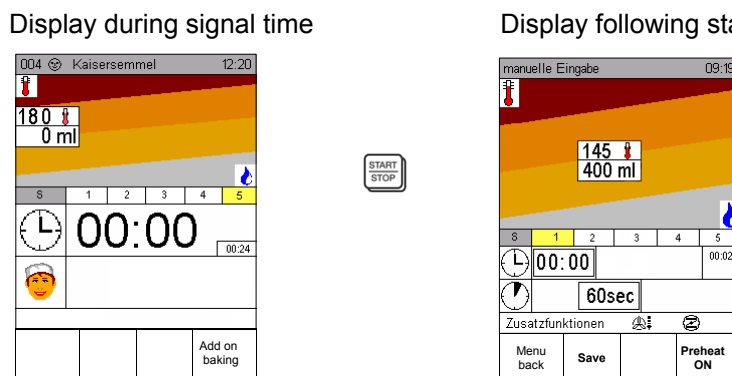 Display during signal time
004 Kaisersemmel 12:20
180
0 ml
S 1 2 3 4 5
00:00
00:24
Add on
baking
START
STOP
Display following sta
manuelle Eingabe 09:19
145
400 ml
S 1 2 3 4 5
00:00
00:02
60sec
Zusatzfunktionen
Menu
back
Save
Preheat
ON